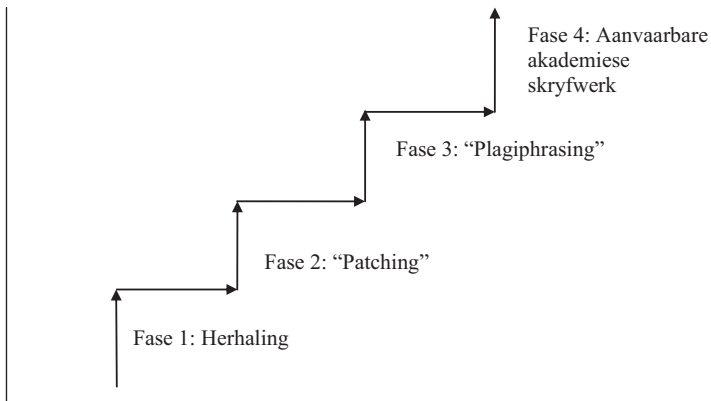 Fase 4: Aanvaarbare
akademiese
skryfwerk
Fase 3: “Plagiphrasing”
Fase 2: “Patching”
Fase 1: Herhaling